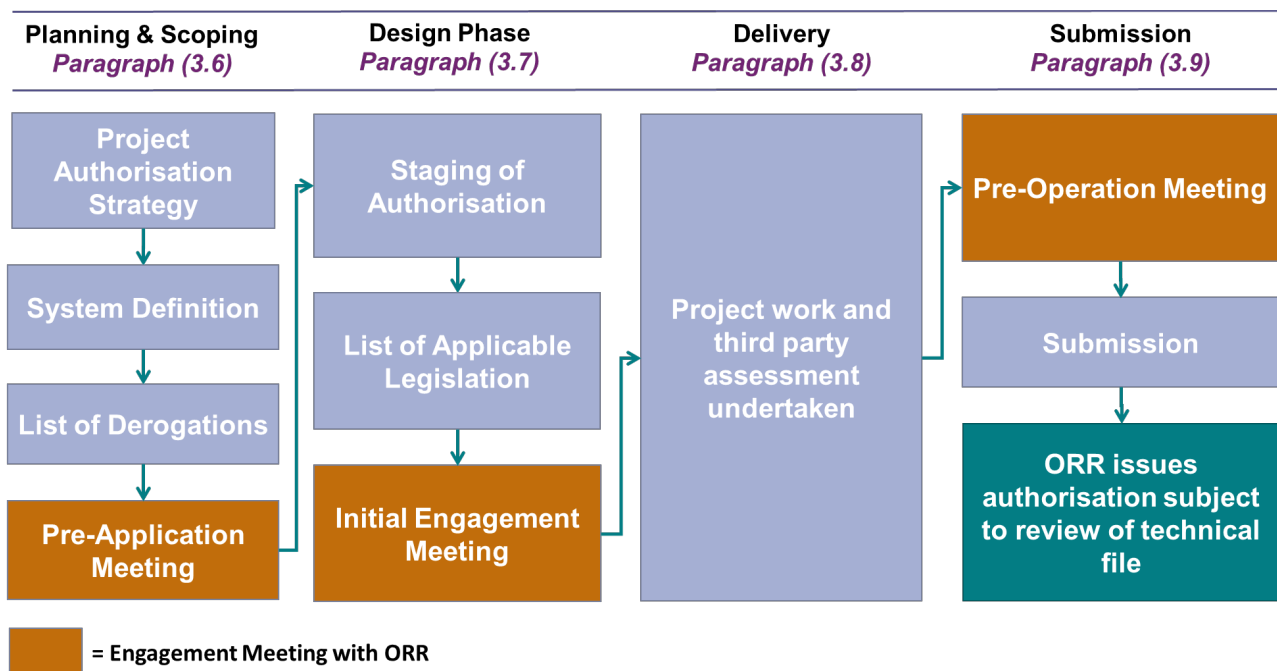 Planning & Scoping
Paragraph (3.6)
Design Phase
Paragraph (3.7)
Delivery
Paragraph (3.8)
Submission
Paragraph (3.9)
Project
Authorisation
Strategy
System Definition
List of Derogations
Pre-Application
Meeting
Staging of
Authorisation
List of Applicable
Legislation
Initial Engagement
Meeting
Project work and
third party
assessment
undertaken
Pre-Operation Meeting
Submission
ORR issues
authorisation subject
to review of technical
file
= Engagement Meeting with ORR